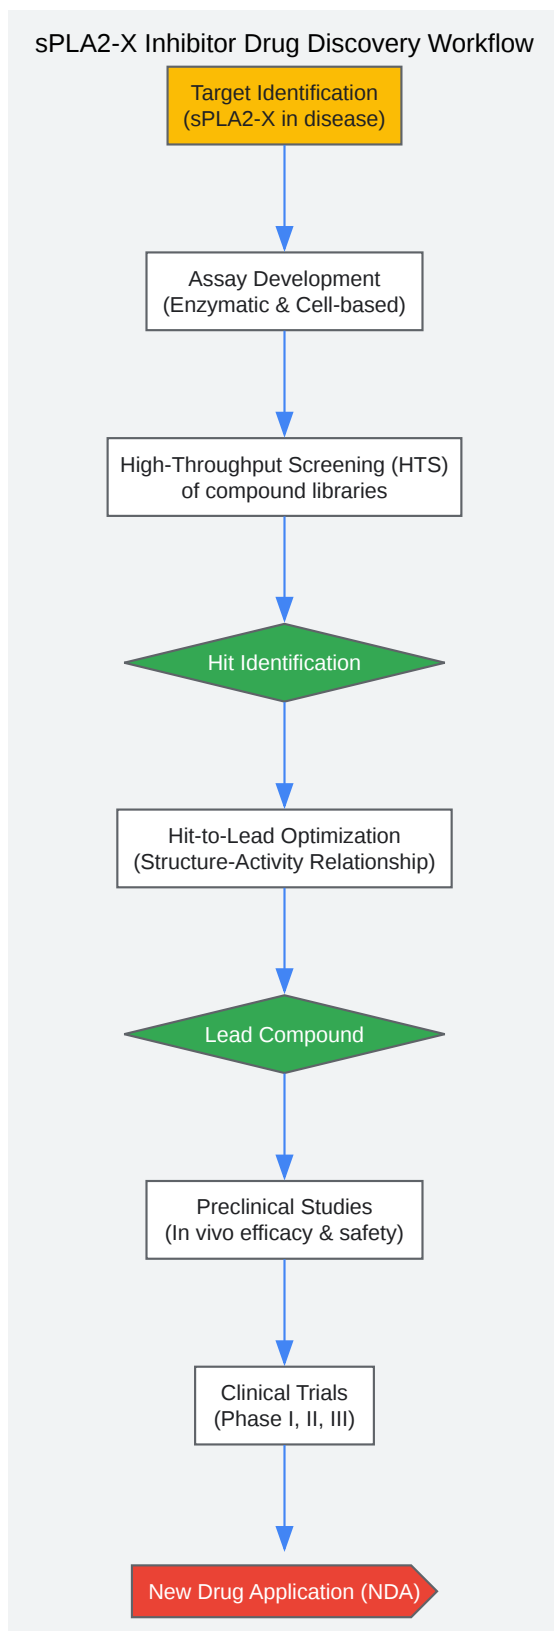 sPLA2-X Inhibitor Drug Discovery Workflow
Target Identification
(sPLA2-X in disease)
Assay Development
(Enzymatic & Cell-based)
High-Throughput Screening (HTS)
of compound libraries
Hit Identification
Hit-to-Lead Optimization
(Structure-Activity Relationship)
Lead Compound
Preclinical Studies
(In vivo efficacy & safety)
Clinical Trials
(Phase I, II, III)
New Drug Application (NDA)